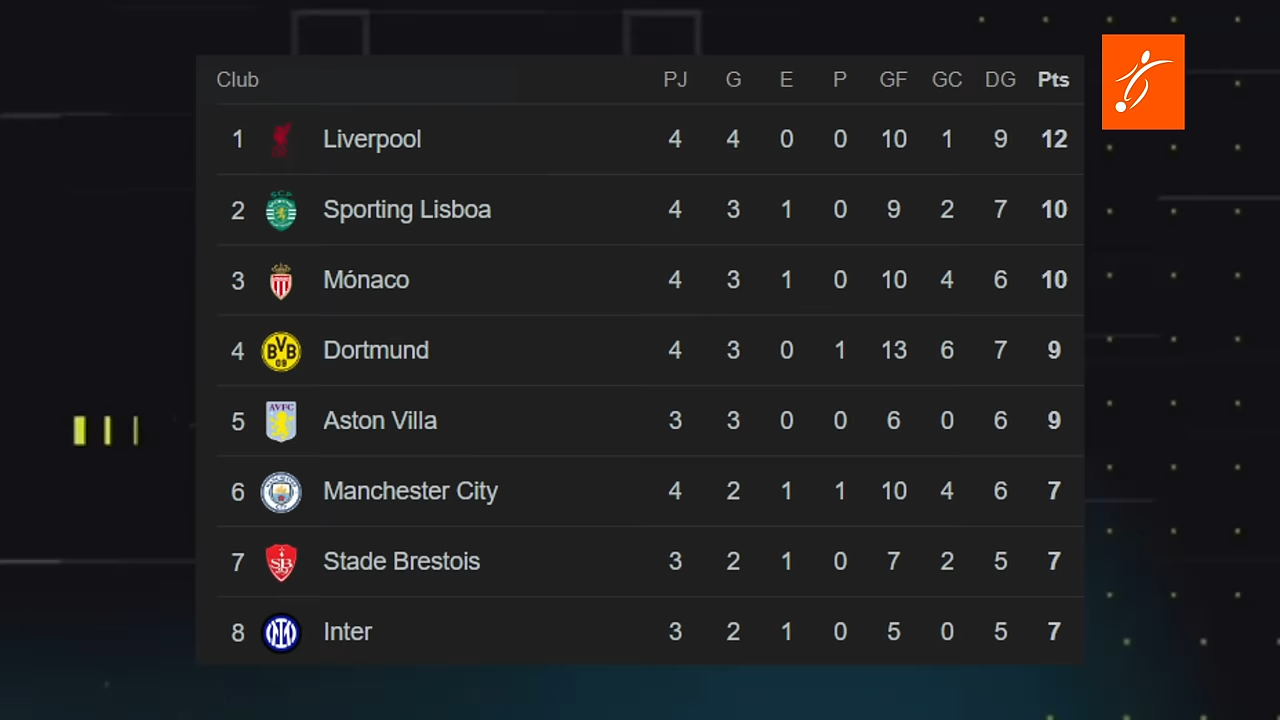 Club PJ G E P GF GC DG Pts
1 Liverpool 4 4 0 0 10 1 9 12
2 Sporting Lisboa 4 3 1 0 9 2 7 10
3 Mónaco 4 3 1 0 10 4 6 10
4 BVB 09 Dortmund 4 3 0 1 13 6 7 9
5 AVFC Aston Villa 3 3 0 0 6 0 6 9
6 Manchester City 4 2 1 1 10 4 6 7
7 Stade Brestois 3 2 1 0 7 2 5 7
8 Inter 3 2 1 0 5 0 5 7